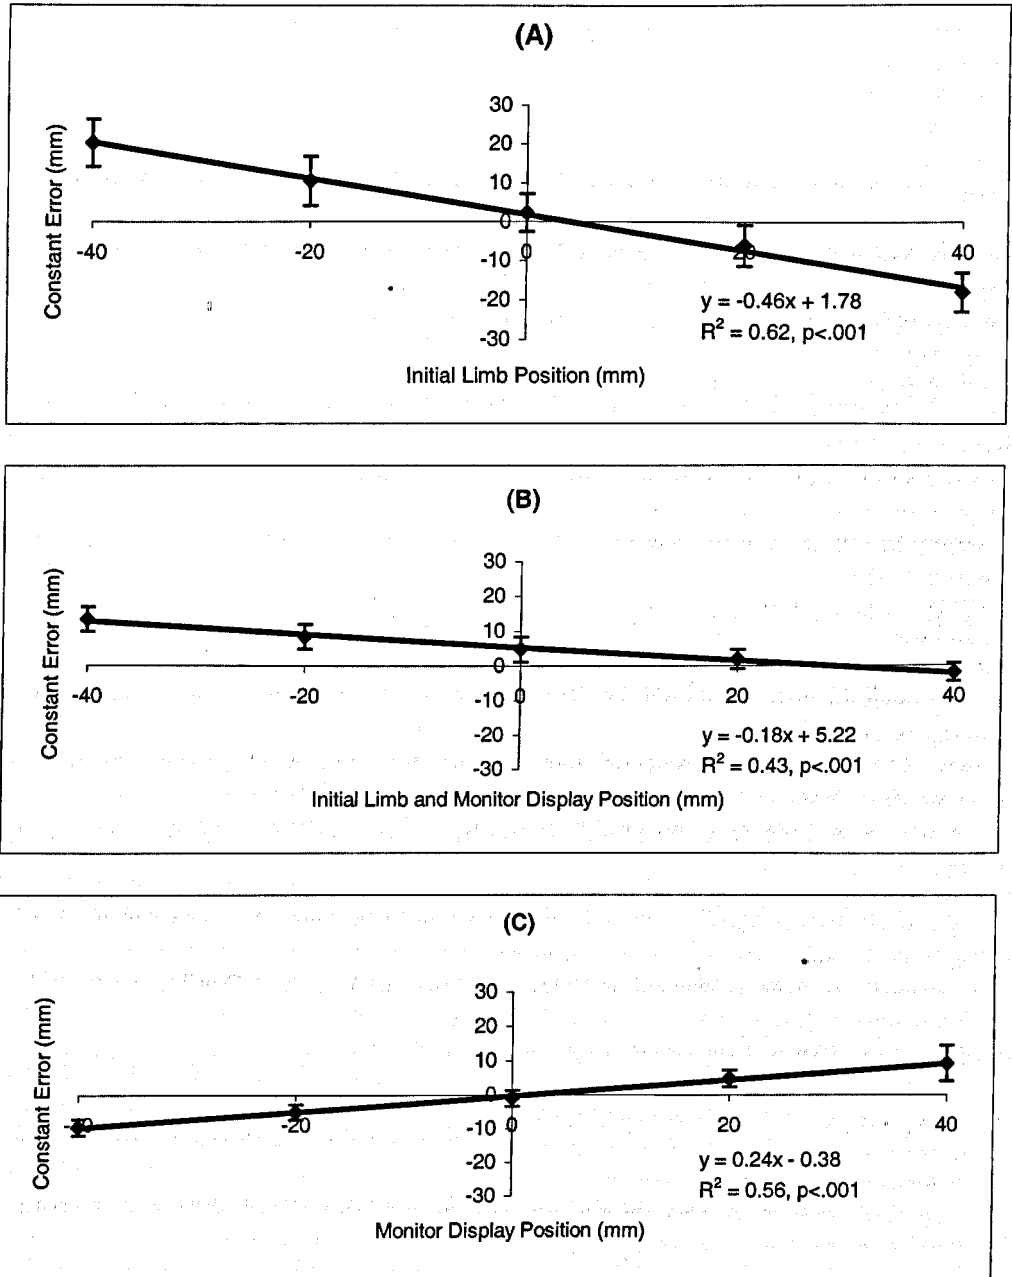 (A)
Constant Error (mm)
30
20
10
0
-10
-20
-30
-40
-20
0
20
40
y = -0.46x + 1.78
R² = 0.62, p<.001
Initial Limb Position (mm)
(B)
Constant Error (mm)
30
20
10
0
-10
-20
-30
-40
-20
0
20
40
y = -0.18x + 5.22
R² = 0.43, p<.001
Initial Limb and Monitor Display Position (mm)
(C)
Constant Error (mm)
30
20
10
0
-10
-20
-30
-40
-20
0
20
40
y = 0.24x - 0.38
R² = 0.56, p<.001
Monitor Display Position (mm)